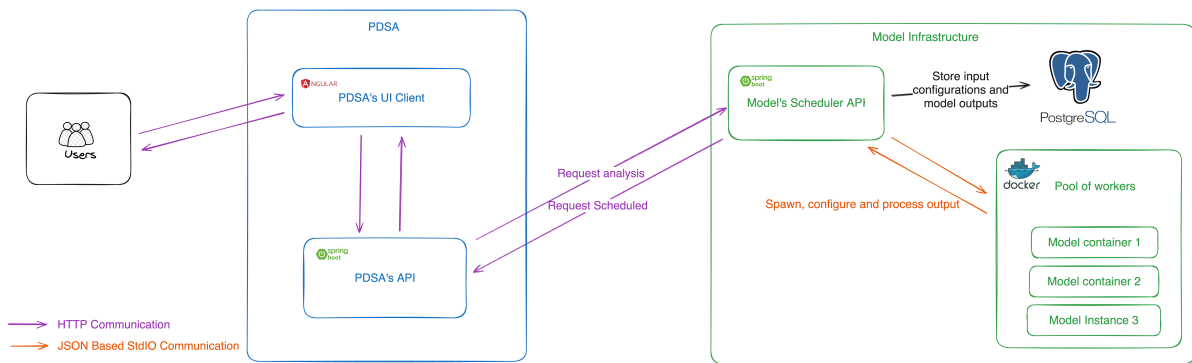 PDSA
ANGULAR
PDSA's UI Client
Users
spring
boot
PDSA's API
Request analysis
Request Scheduled
Model Infrastructure
spring
boot
Model's Scheduler API
Store input
configurations and
model outputs
PostgreSQL
docker
Pool of workers
Spawn, configure and process output
Model container 1
Model container 2
Model Instance 3
HTTP Communication
JSON Based StdIO Communication